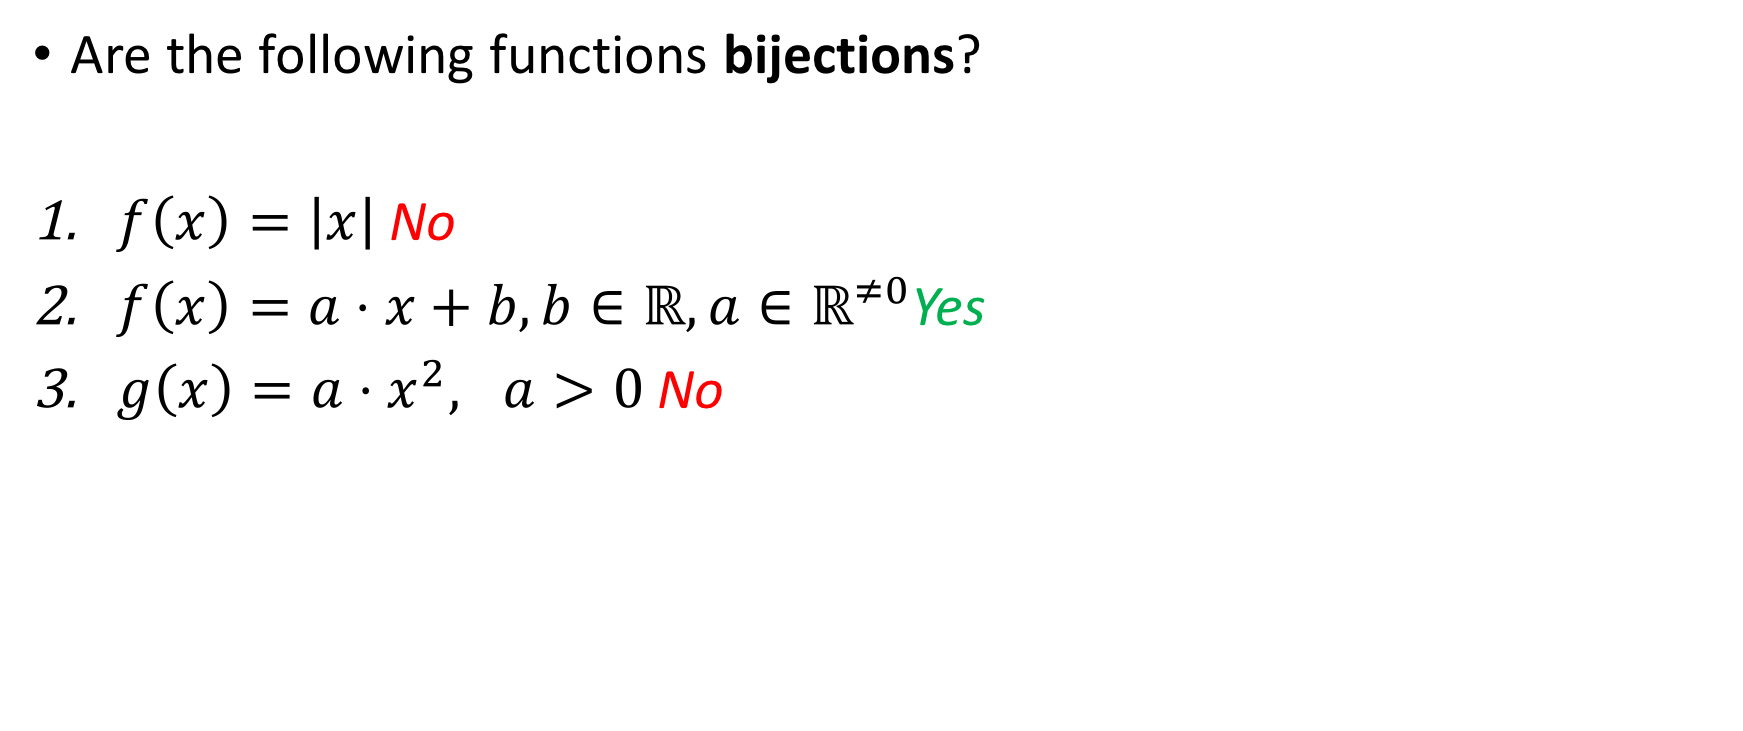 • Are the following functions bijections?
1. f(x) = |x| No
2. f(x) = a · x + b, b ∈ ℝ, a ∈ ℝ^≠0 Yes
3. g(x) = a · x², a > 0 No